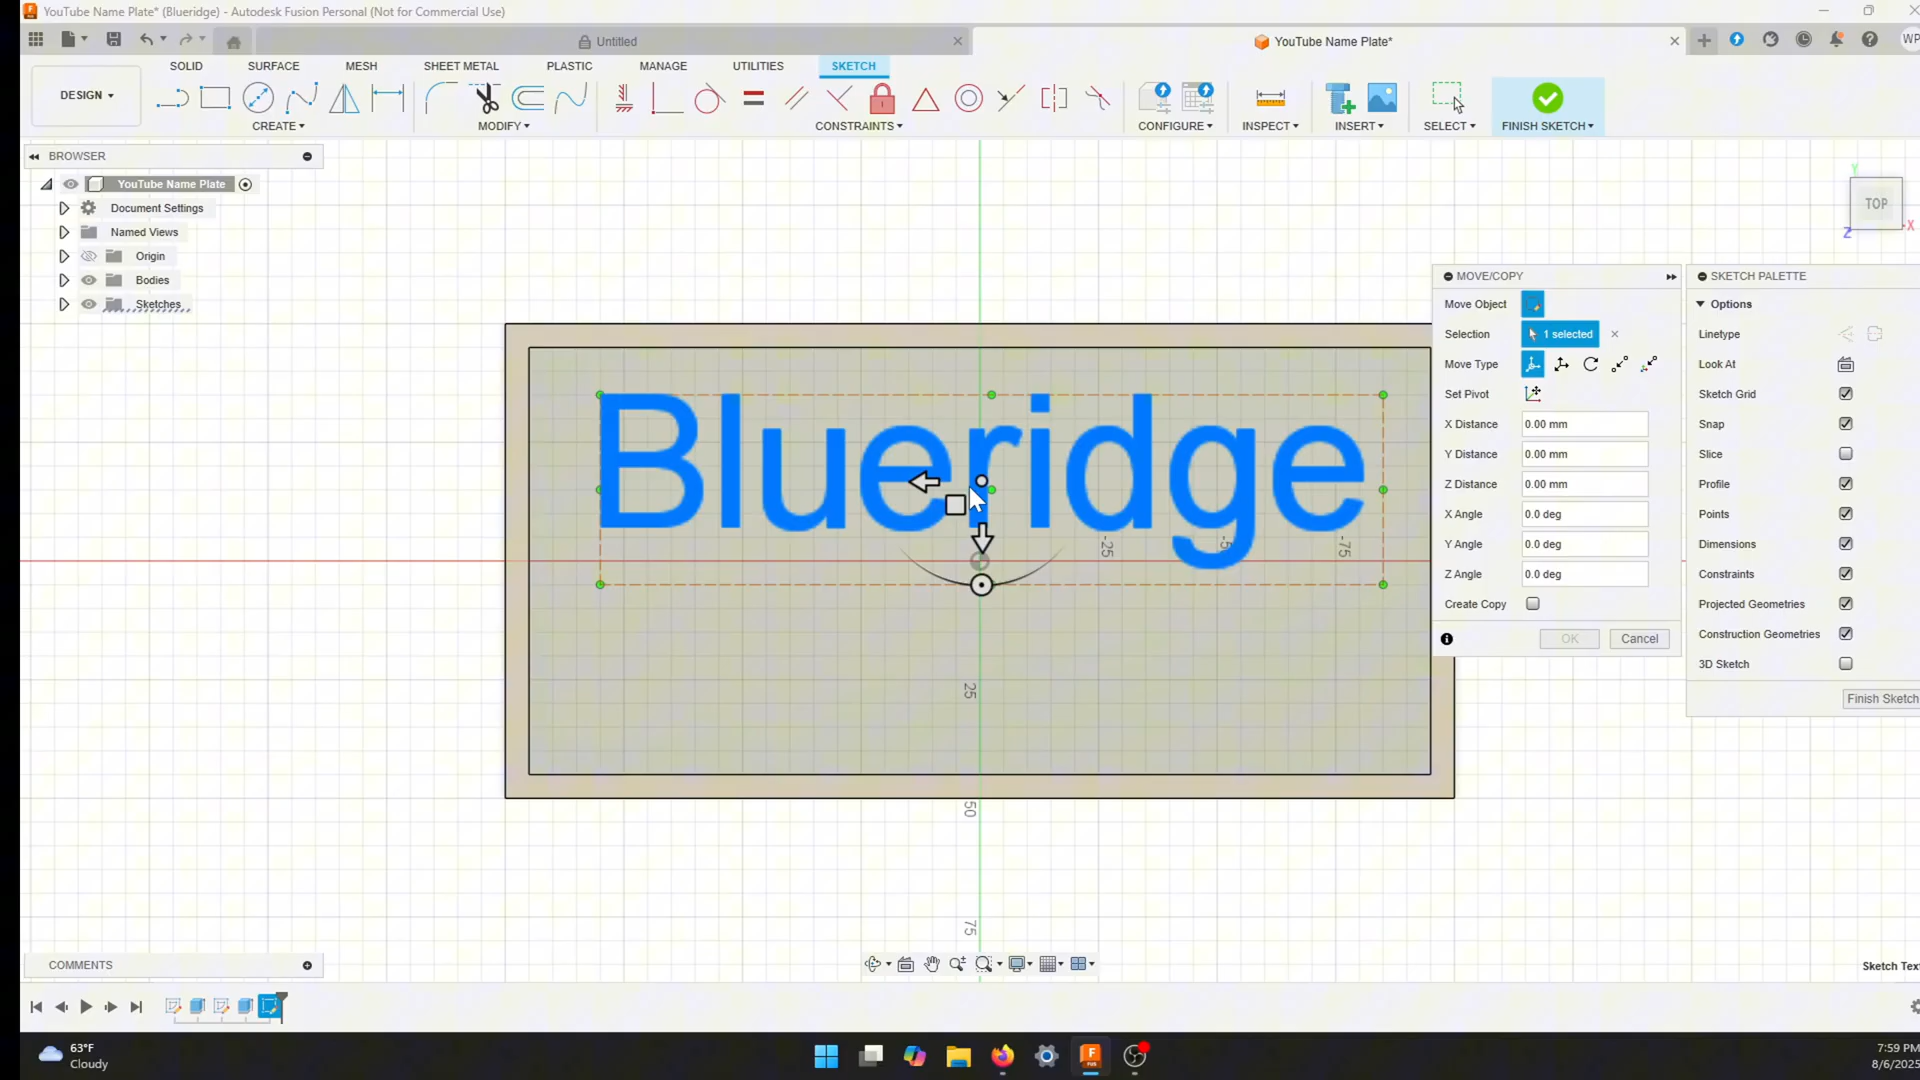 YouTube Name Plate* (Blueridge) - Autodesk Fusion Personal (Not for Commercial Use)
Untitled
YouTube Name Plate*
WP
SOLID SURFACE MESH SHEET METAL PLASTIC MANAGE UTILITIES SKETCH
DESIGN
CREATE MODIFY CONSTRAINTS CONFIGURE INSPECT INSERT SELECT FINISH SKETCH
BROWSER
YouTube Name Plate
Document Settings
Named Views
Origin
Bodies
Sketches
TOP
Y
X
Z
Blueridge
-25
-75
25
50
75
MOVE/COPY
Move Object
Selection 1 selected
Move Type
Set Pivot
X Distance 0.00 mm
Y Distance 0.00 mm
Z Distance 0.00 mm
X Angle 0.0 deg
Y Angle 0.0 deg
Z Angle 0.0 deg
Create Copy
OK Cancel
SKETCH PALETTE
Options
Linetype
Look At
Sketch Grid
Snap
Slice
Profile
Points
Dimensions
Constraints
Projected Geometries
Construction Geometries
3D Sketch
Finish Sketch
COMMENTS
Sketch Text
63°F
Cloudy
7:59 PM